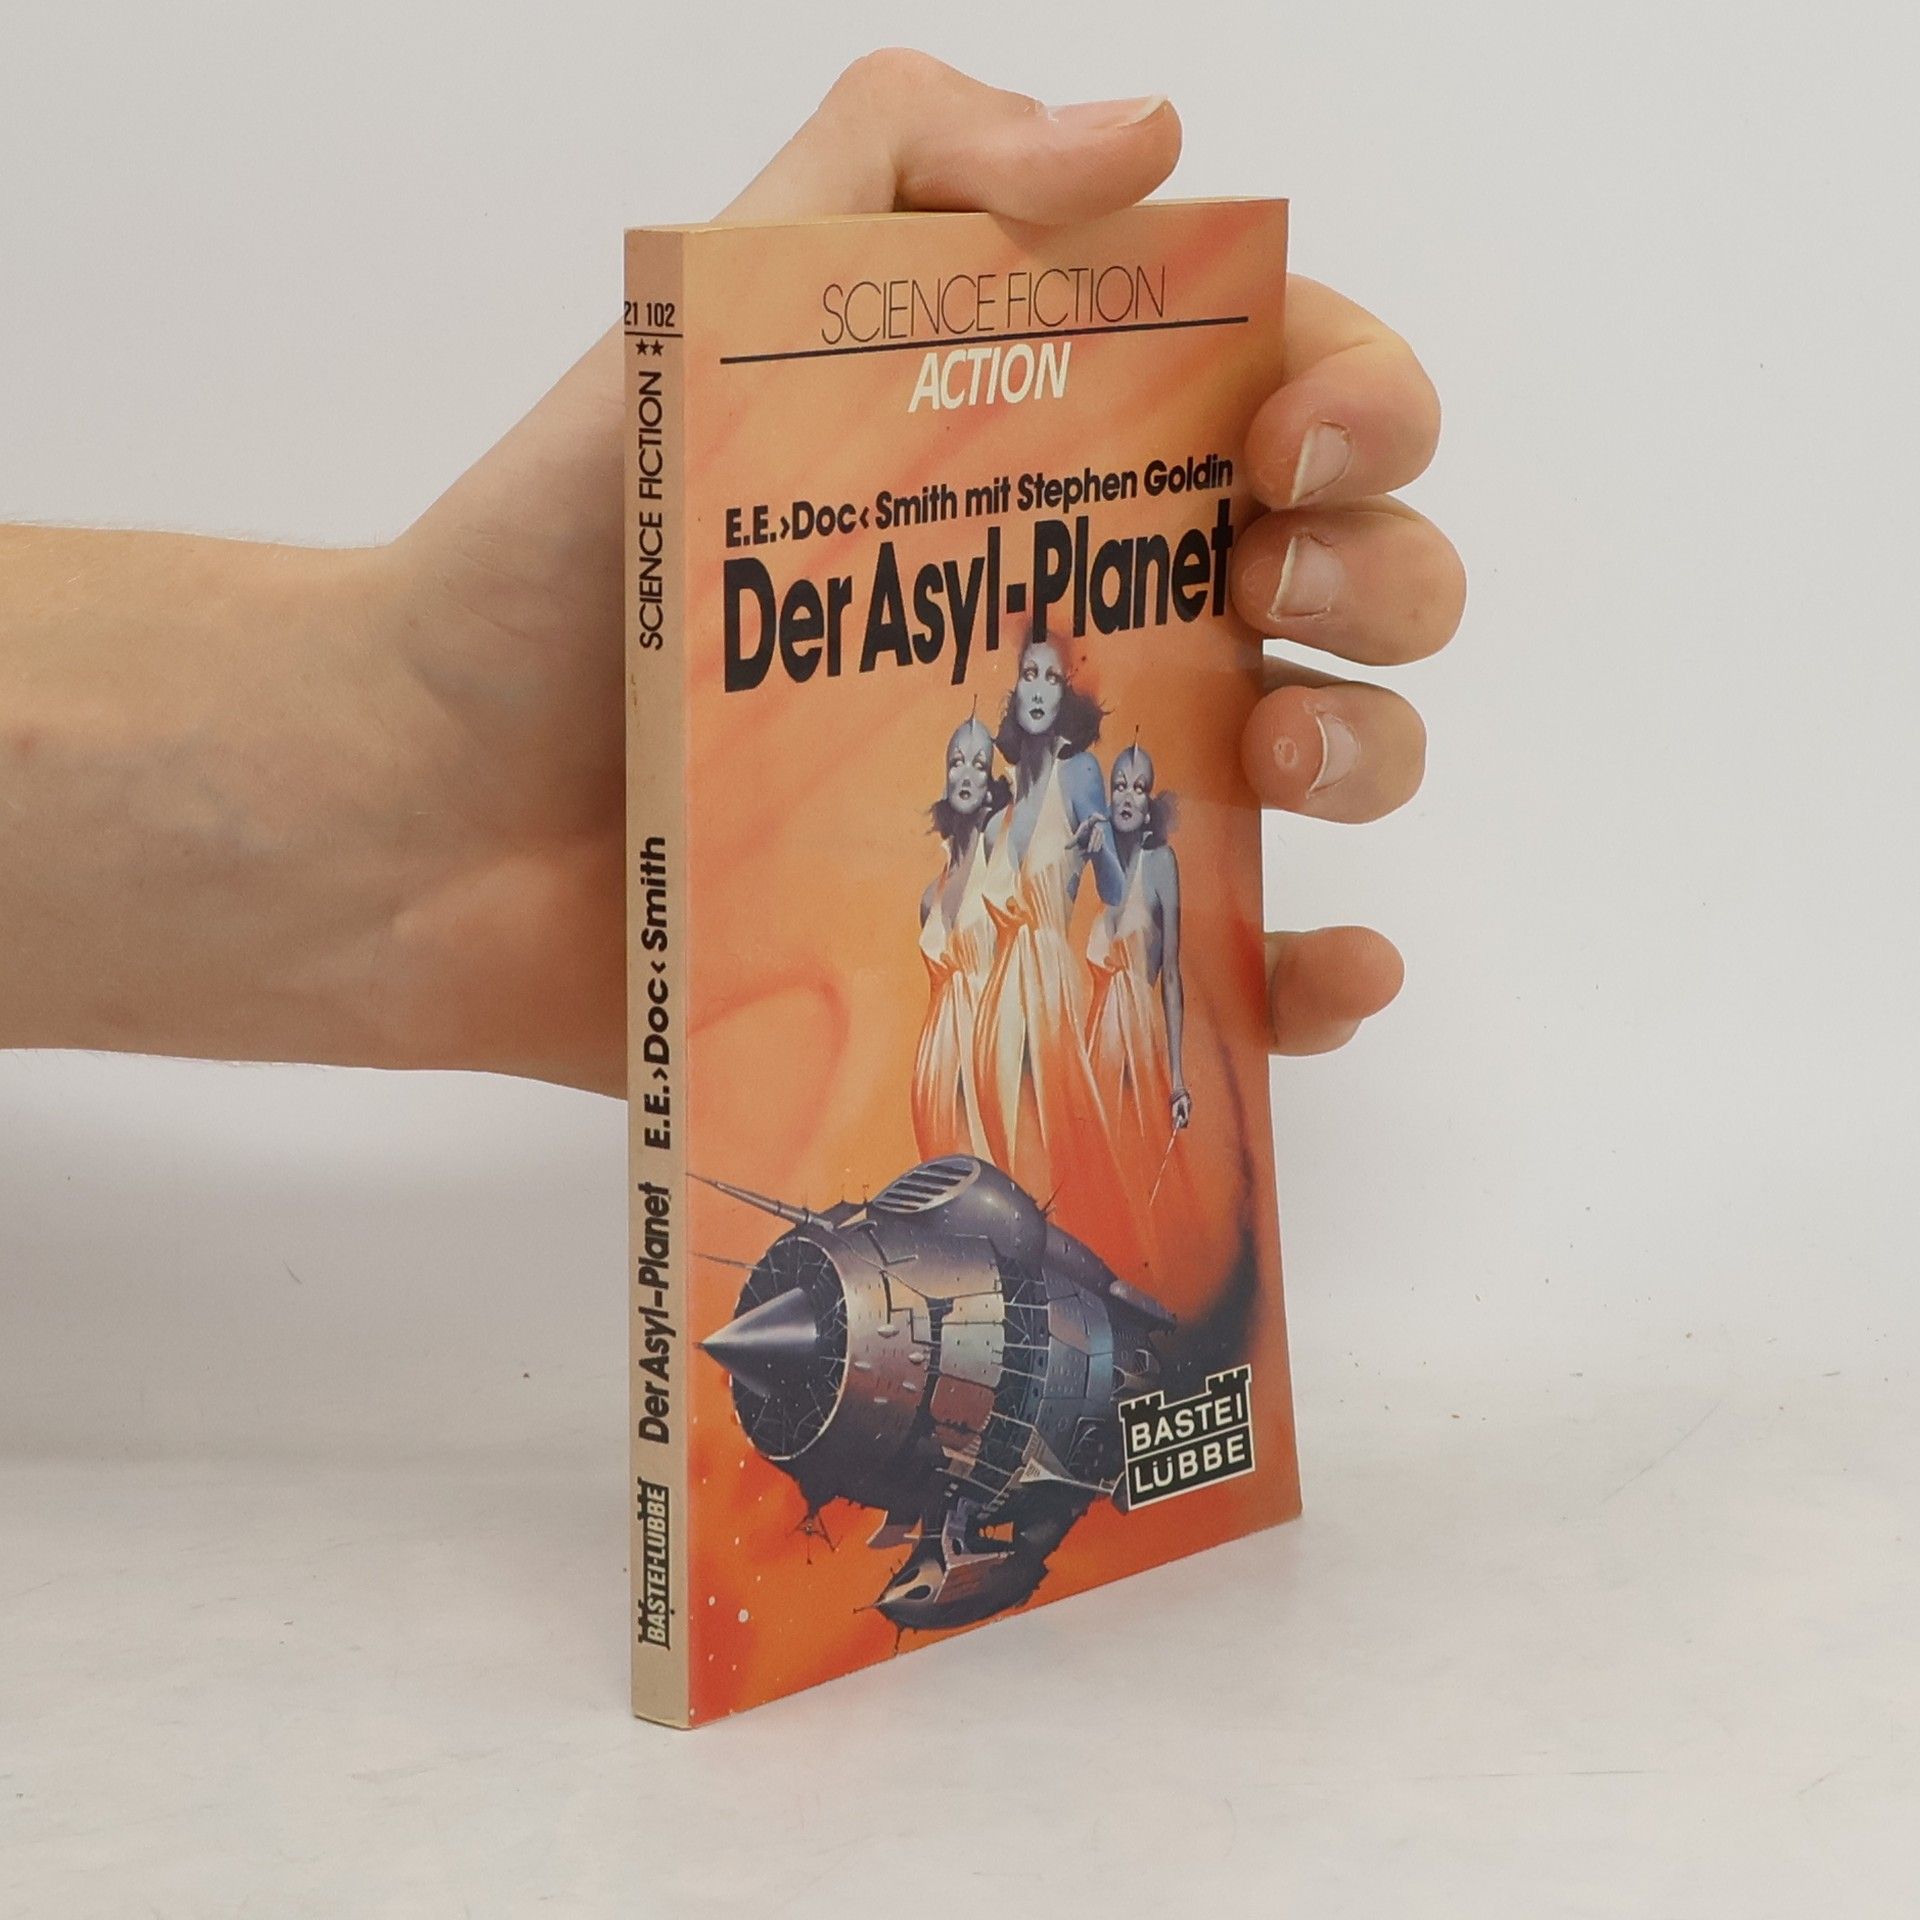 21 102
★★
SCIENCE FICTION
E.E.›Doc‹ Smith
Der Asyl-Planet
BASTEI-LÜBBE
SCIENCE FICTION
ACTION
E.E.›Doc‹ Smith mit Stephen Goldin
Der Asyl-Planet
BASTEI
LÜBBE